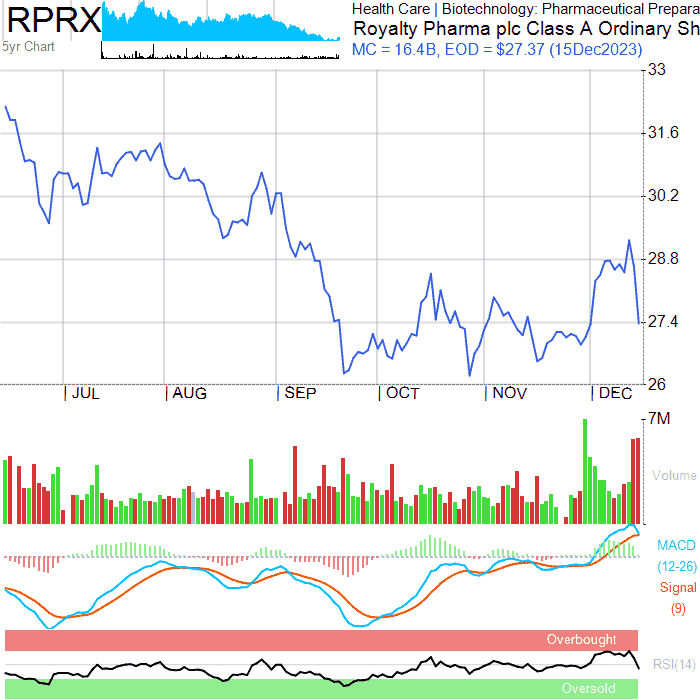 RPRX
5yr Chart
Health Care | Biotechnology: Pharmaceutical Prepara
Royalty Pharma plc Class A Ordinary Sh
MC = 16.4B, EOD = $27.37 (15Dec2023)
33
31.6
30.2
28.8
27.4
26
JUL AUG SEP OCT NOV DEC
7M
Volume
MACD
(12-26)
Signal
(9)
Overbought
RSI(14)
Oversold